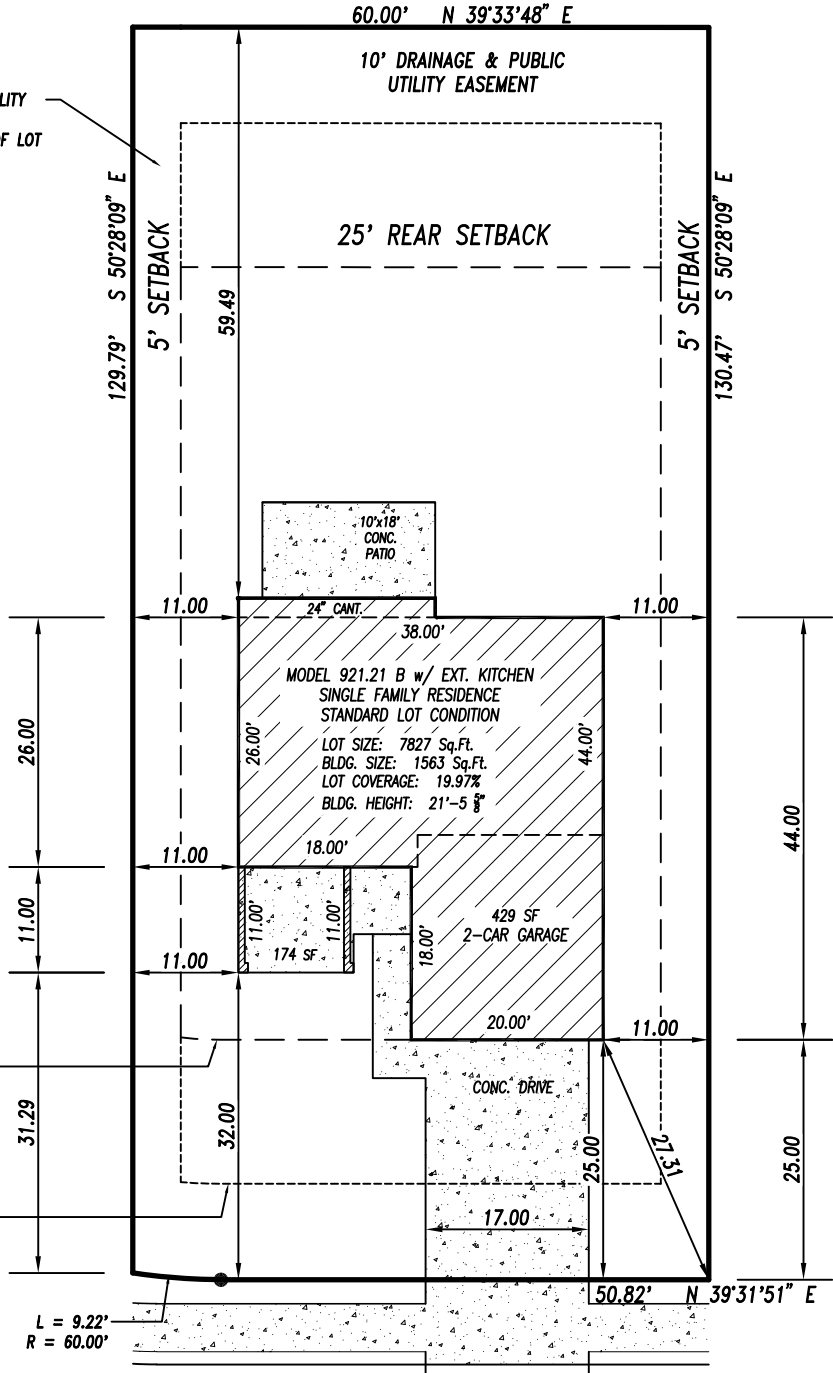 60.00' N 39°33'48" E
10' DRAINAGE & PUBLIC
UTILITY EASEMENT
OF LOT
129.79' S 50°28'09" E
5' SETBACK
59.49
25' REAR SETBACK
5' SETBACK
130.47' S 50°28'09" E
10'x18'
CONC.
PATIO
11.00
24" CANT.
11.00
38.00'
MODEL 921.21 B w/ EXT. KITCHEN
SINGLE FAMILY RESIDENCE
STANDARD LOT CONDITION
LOT SIZE: 7827 Sq.Ft.
BLDG. SIZE: 1563 Sq.Ft.
LOT COVERAGE: 19.97%
BLDG. HEIGHT: 21'-5 5/8"
26.00
26.00'
44.00'
44.00
11.00
18.00'
11.00
11.00'
11.00'
174 SF
18.00'
429 SF
2-CAR GARAGE
11.00
20.00'
11.00
31.29
32.00
CONC. DRIVE
25.00
27.31
25.00
17.00
50.82' N 39°31'51" E
L = 9.22'
R = 60.00'